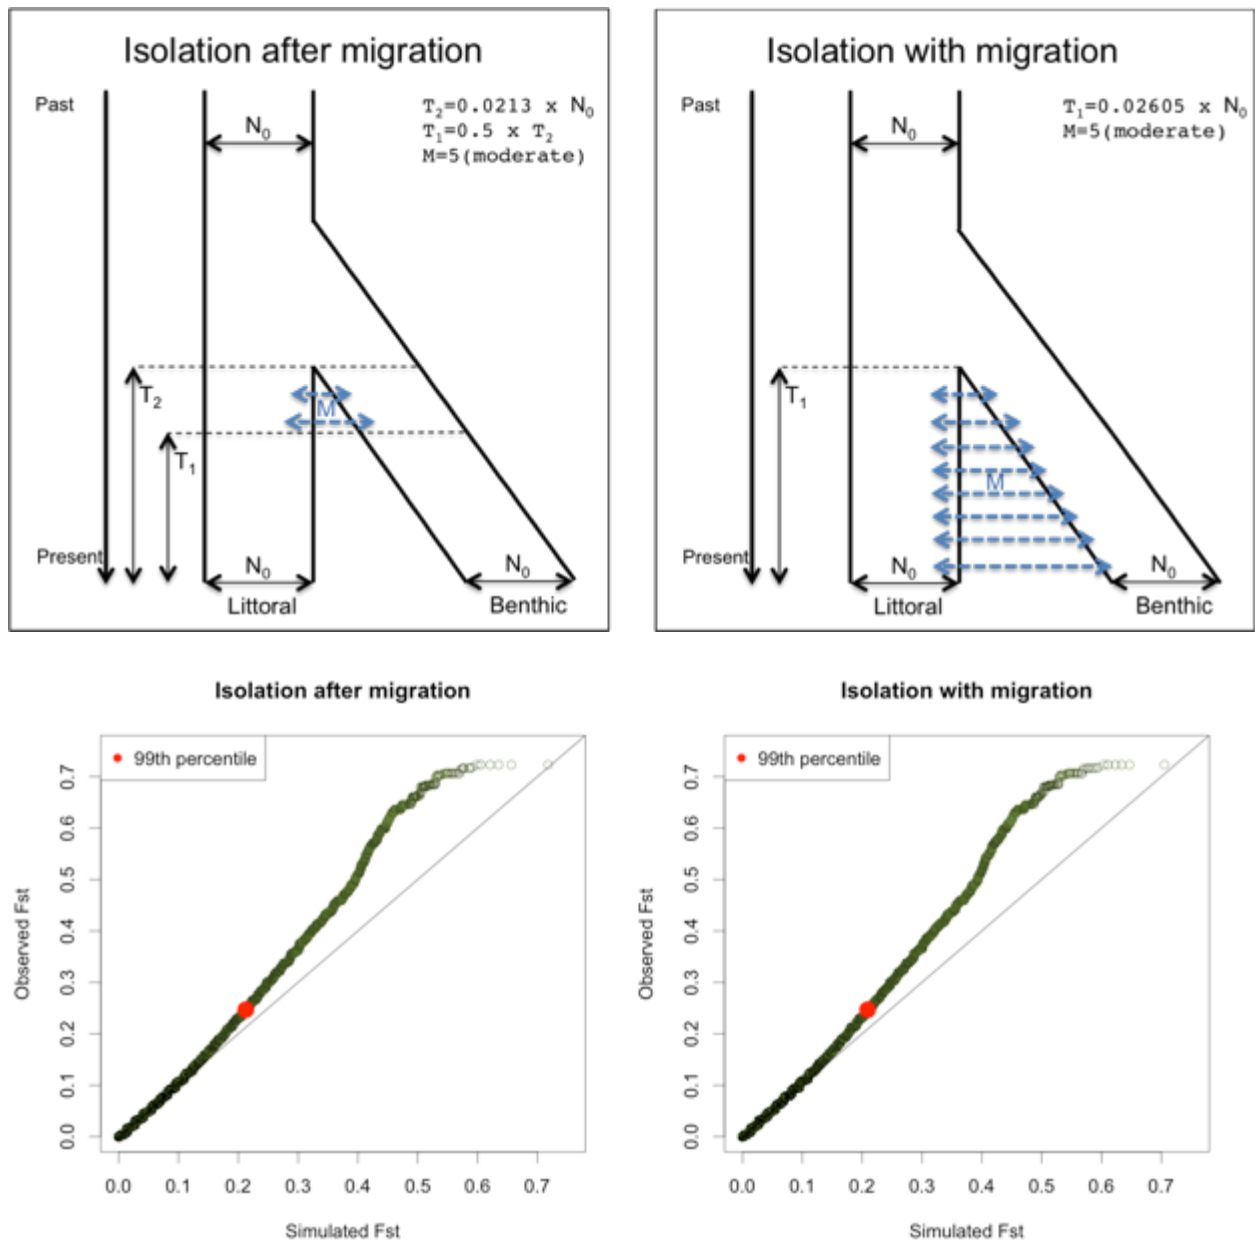 Isolation after migration
Past
N₀
T₂=0.0213 x N₀
T₁=0.5 x T₂
M=5(moderate)
T₂
M
T₁
Present
N₀
N₀
Littoral
Benthic
Isolation with migration
Past
N₀
T₁=0.02605 x N₀
M=5(moderate)
T₁
M
Present
N₀
N₀
Littoral
Benthic
Isolation after migration
99th percentile
Observed Fst
0.7
0.6
0.5
0.4
0.3
0.2
0.1
0.0
0.0 0.1 0.2 0.3 0.4 0.5 0.6 0.7
Simulated Fst
Isolation with migration
99th percentile
Observed Fst
0.7
0.6
0.5
0.4
0.3
0.2
0.1
0.0
0.0 0.1 0.2 0.3 0.4 0.5 0.6 0.7
Simulated Fst